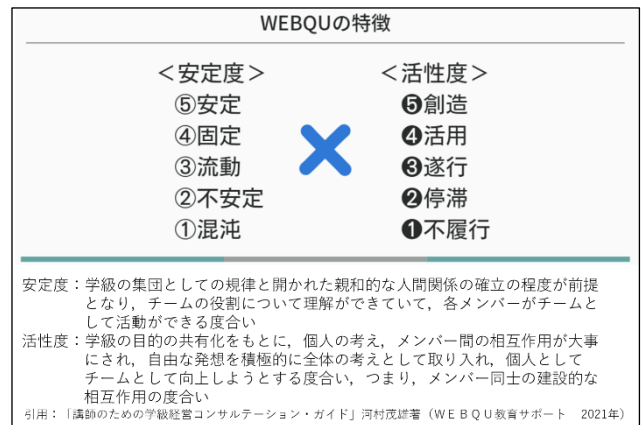 WEBQUの特徴
＜安定度＞ ＜活性度＞
⑤安定 ❺創造
④固定 ❹活用
③流動 ❸遂行
②不安定 ❷停滞
①混沌 ❶不履行
安定度：学級の集団としての規律と開かれた親和的な人間関係の確立の程度が前提
となり，チームの役割について理解ができていて，各メンバーがチームと
して活動ができる度合い
活性度：学級の目的の共有化をもとに，個人の考え，メンバー間の相互作用が大事
にされ，自由な発想を積極的に全体の考えとして取り入れ，個人として
チームとして向上しようとする度合い，つまり，メンバー同士の建設的な
相互作用の度合い
引用：「講師のための学級経営コンサルテーション・ガイド」河村茂雄著（ＷＥＢＱＵ教育サポート　2021年）